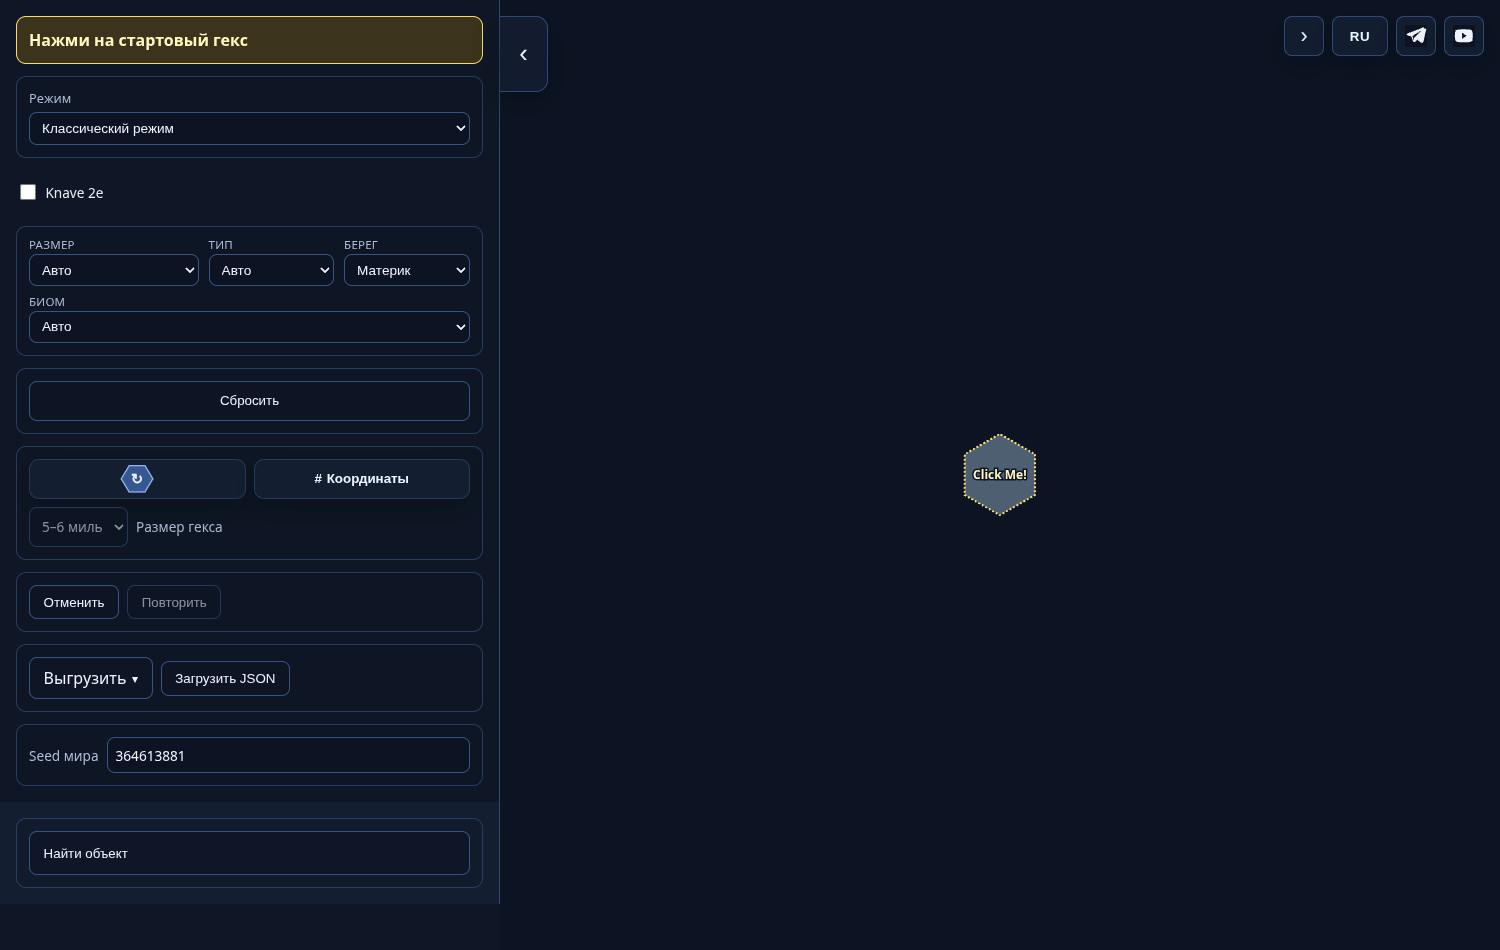 Нажми на стартовый гекс
Режим
Классический режим
Knave 2e
РАЗМЕР ТИП БЕРЕГ
Авто Авто Материк
БИОМ
Авто
Сбросить
↻ # Координаты
5–6 миль Размер гекса
Отменить Повторить
Выгрузить ▾ Загрузить JSON
Seed мира 364613881
Найти объект
‹
› RU
Click Me!